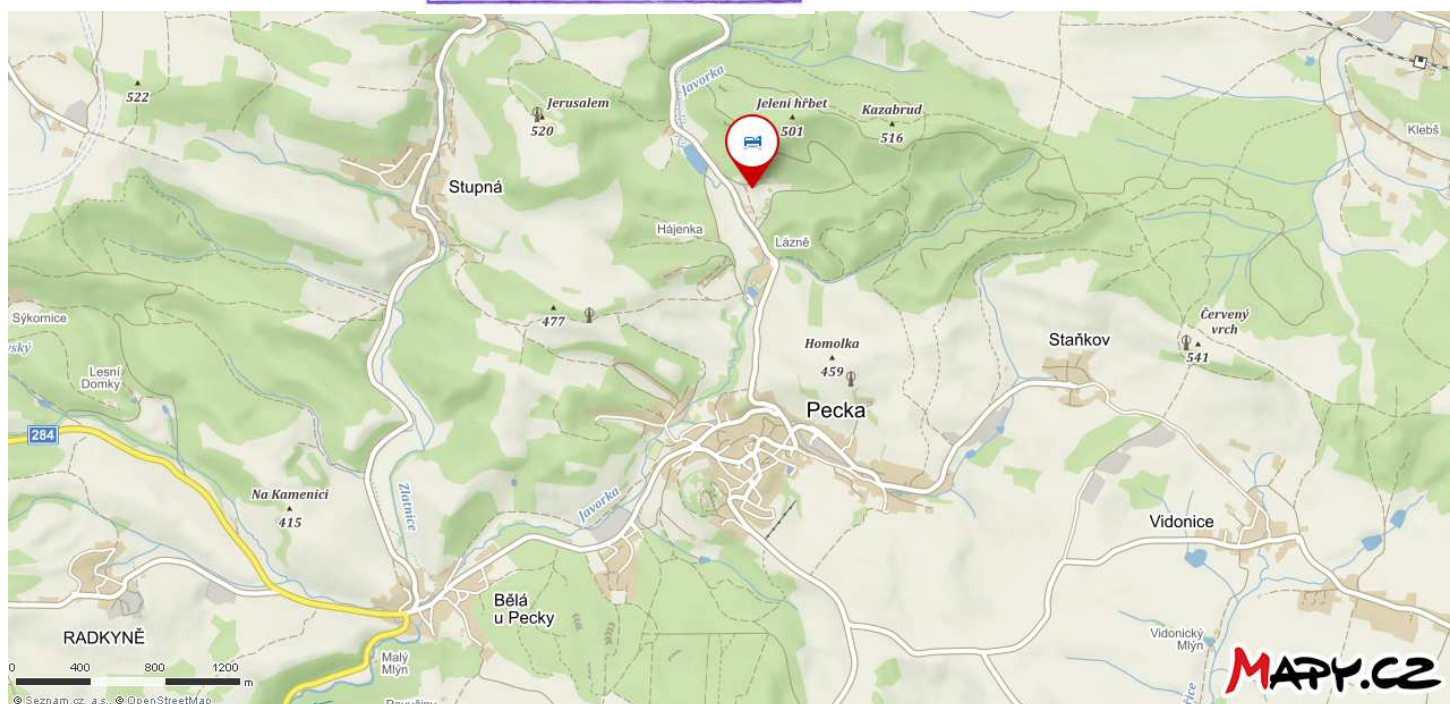 522
Jerusalem
520
Javorka
Jelení hřbet
501
Kazabrud
516
Klebš
Stupná
Hájenka
Lázně
Sýkornice
477
Červený
vrch
541
Homolka
459
Staňkov
Lesní
Domky
Pecka
284
Na Kamenici
415
Zlatnice
Javorka
Vidonice
Bělá
u Pecky
RADKYNĚ
Malý
Mlýn
Vidonický
Mlýn
0 400 800 1200
m
MAPY.CZ
© Seznam.cz, a.s., © OpenStreetMap